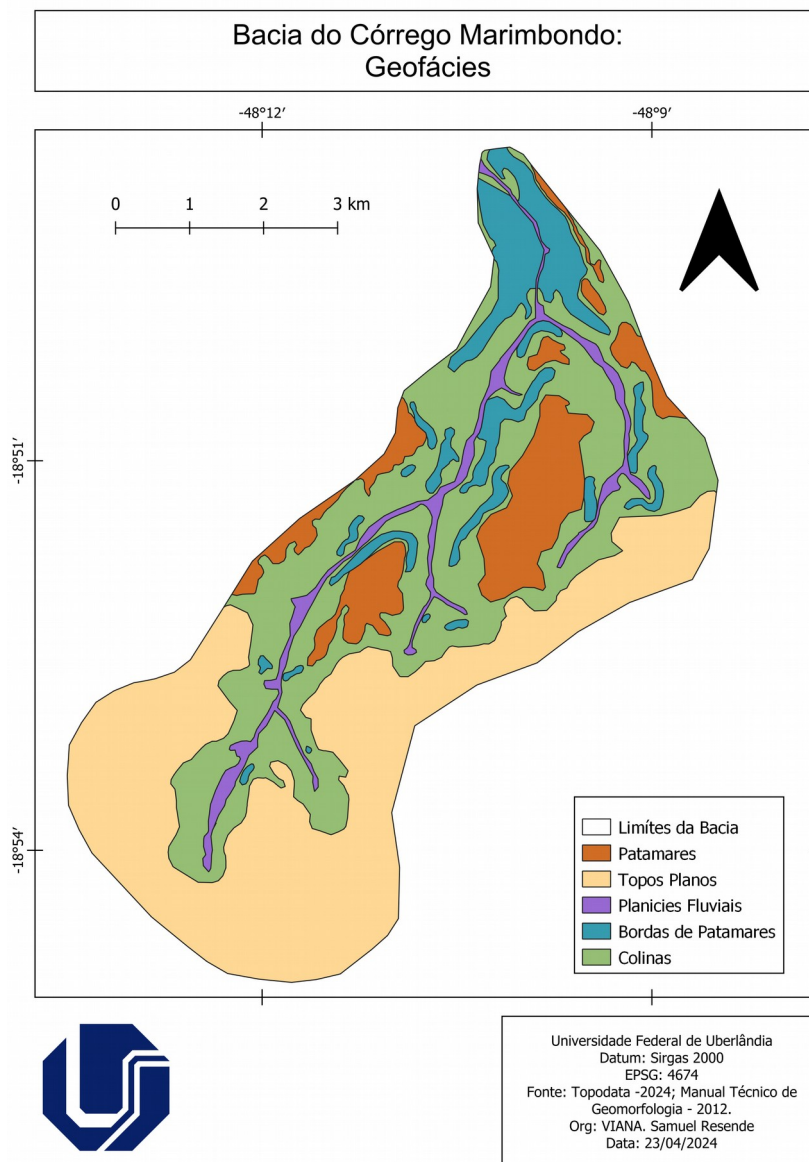 Bacia do Córrego Marimbondo:
Geofácies
-48°12′
-48°9′
0 1 2 3 km
-18°51′
-18°54′
Limítes da Bacia
Patamares
Topos Planos
Planicies Fluviais
Bordas de Patamares
Colinas
Universidade Federal de Uberlândia
Datum: Sirgas 2000
EPSG: 4674
Fonte: Topodata -2024; Manual Técnico de
Geomorfologia - 2012.
Org: VIANA. Samuel Resende
Data: 23/04/2024